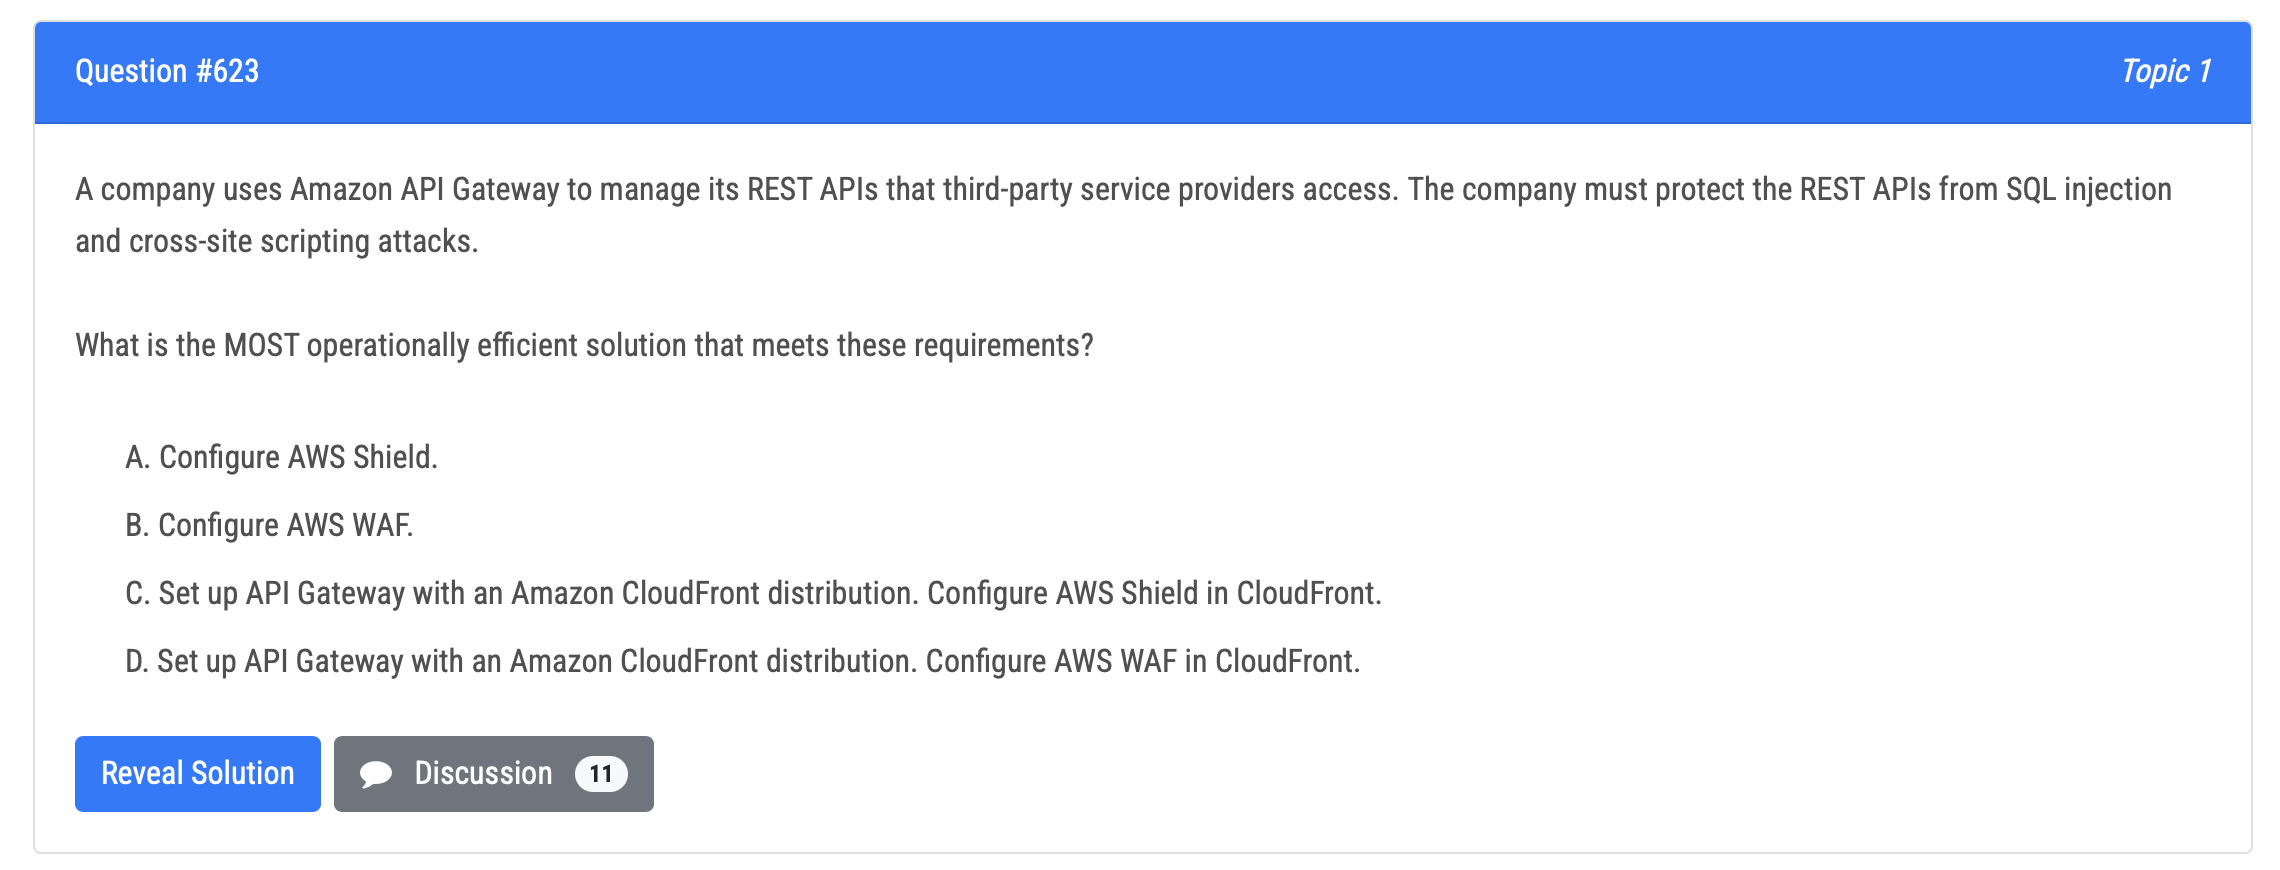 Question #623
Topic 1
A company uses Amazon API Gateway to manage its REST APIs that third-party service providers access. The company must protect the REST APIs from SQL injection
and cross-site scripting attacks.
What is the MOST operationally efficient solution that meets these requirements?
A. Configure AWS Shield.
B. Configure AWS WAF.
C. Set up API Gateway with an Amazon CloudFront distribution. Configure AWS Shield in CloudFront.
D. Set up API Gateway with an Amazon CloudFront distribution. Configure AWS WAF in CloudFront.
Reveal Solution
Discussion 11